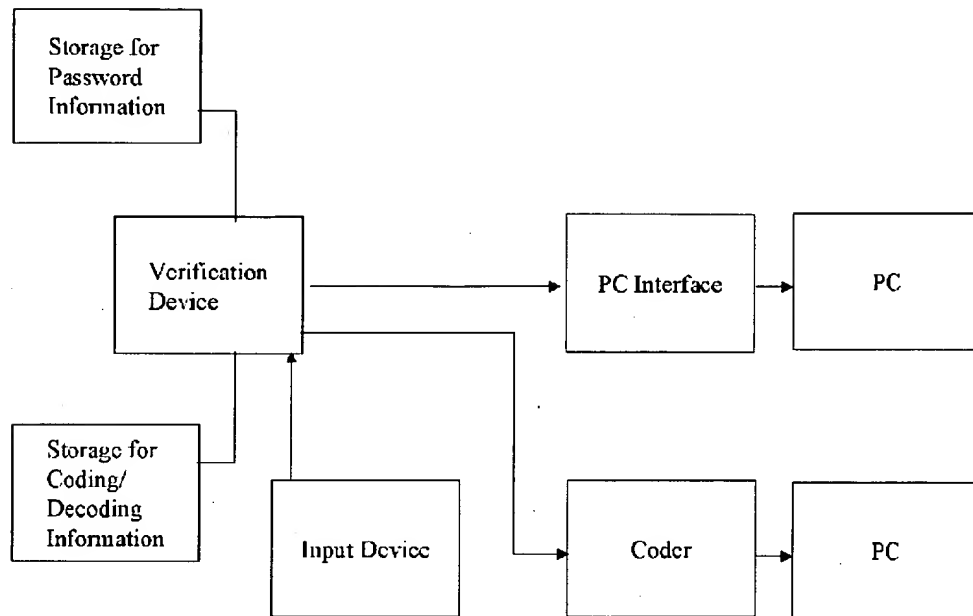 Storage for
Password
Information
Verification
Device
PC Interface
PC
Storage for
Coding/
Decoding
Information
Input Device
Coder
PC